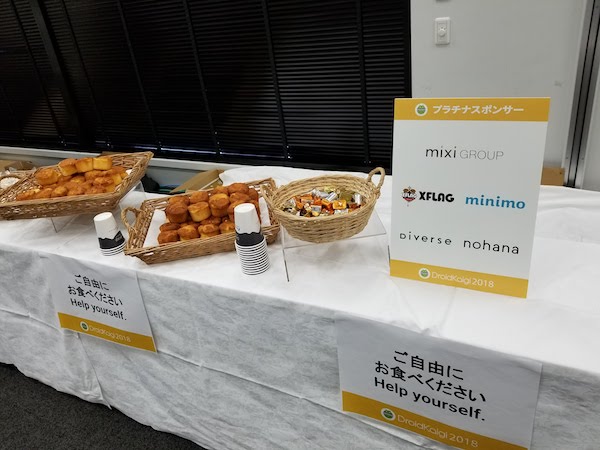 プラチナスポンサー
mixi GROUP
XFLAG minimo
Diverse nohana
DroidKaigi 2018
ご自由に
お食べください
Help yourself.
DroidKaigi 2018
ご自由に
お食べください
Help yourself.
DroidKaigi 2018